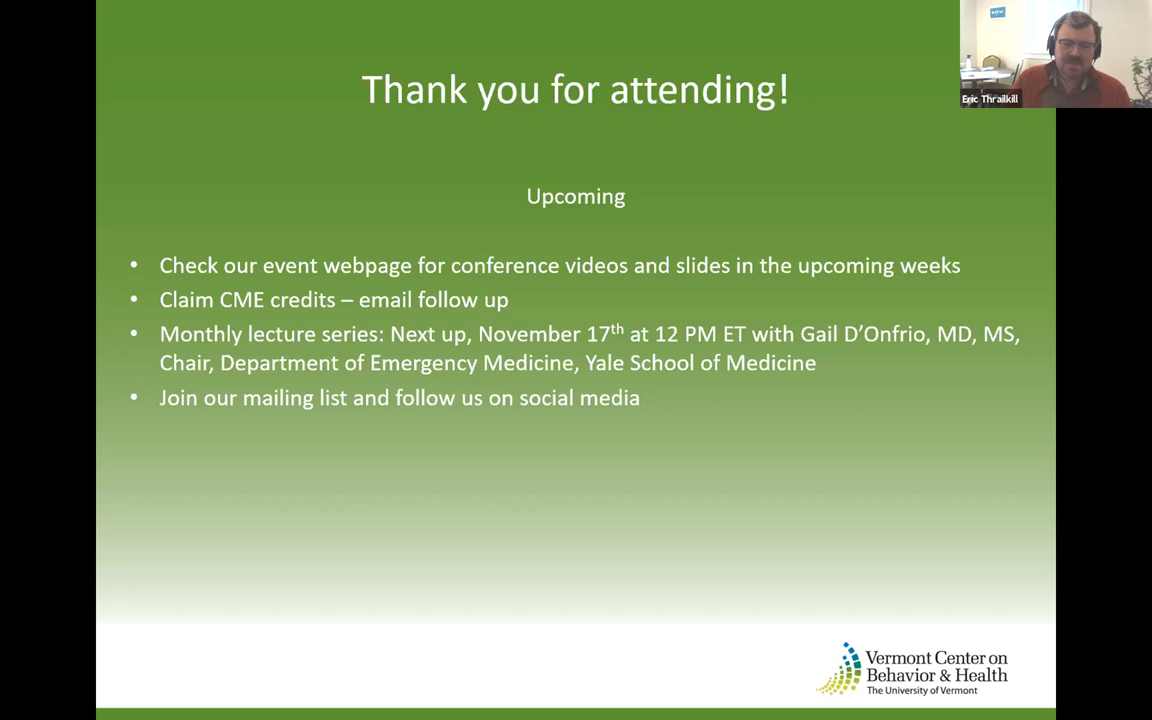 Thank you for attending!
Eric Thrailkill
Upcoming
• Check our event webpage for conference videos and slides in the upcoming weeks
• Claim CME credits – email follow up
• Monthly lecture series: Next up, November 17th at 12 PM ET with Gail D’Onfrio, MD, MS,
Chair, Department of Emergency Medicine, Yale School of Medicine
• Join our mailing list and follow us on social media
Vermont Center on
Behavior & Health
The University of Vermont